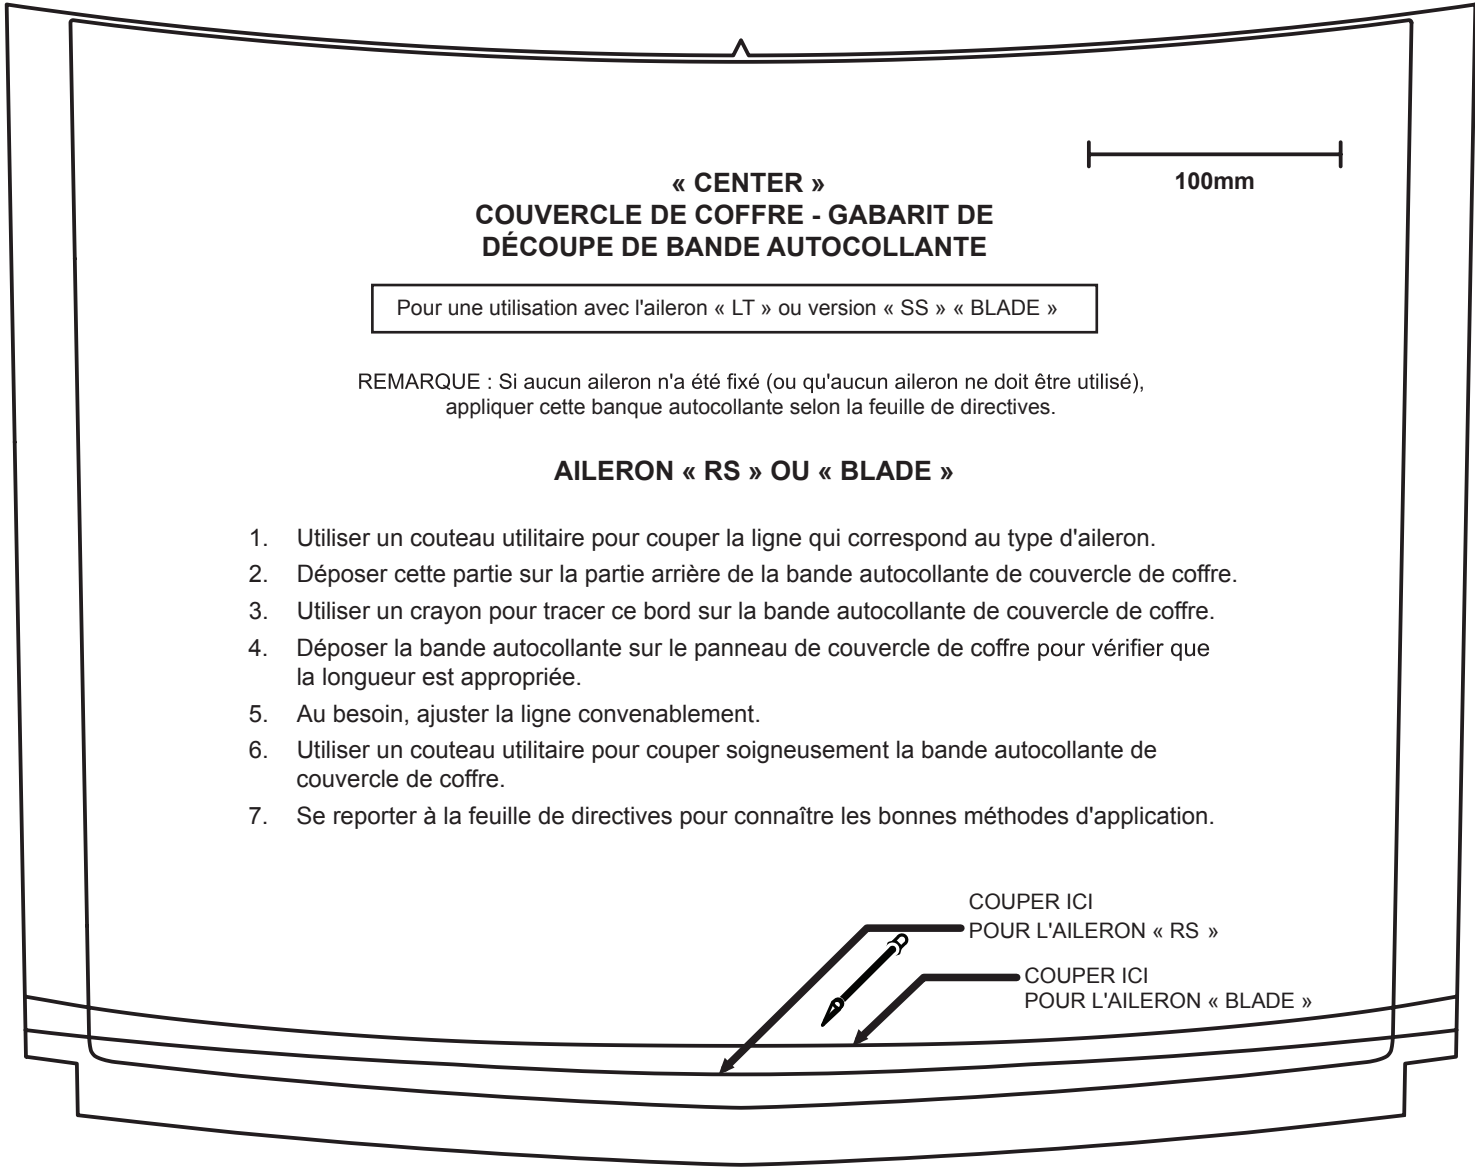 100mm
« CENTER »
COUVERCLE DE COFFRE - GABARIT DE
DÉCOUPE DE BANDE AUTOCOLLANTE
Pour une utilisation avec l'aileron « LT » ou version « SS » « BLADE »
REMARQUE : Si aucun aileron n'a été fixé (ou qu'aucun aileron ne doit être utilisé),
appliquer cette banque autocollante selon la feuille de directives.
AILERON « RS » OU « BLADE »
1. Utiliser un couteau utilitaire pour couper la ligne qui correspond au type d'aileron.
2. Déposer cette partie sur la partie arrière de la bande autocollante de couvercle de coffre.
3. Utiliser un crayon pour tracer ce bord sur la bande autocollante de couvercle de coffre.
4. Déposer la bande autocollante sur le panneau de couvercle de coffre pour vérifier que
la longueur est appropriée.
5. Au besoin, ajuster la ligne convenablement.
6. Utiliser un couteau utilitaire pour couper soigneusement la bande autocollante de
couvercle de coffre.
7. Se reporter à la feuille de directives pour connaître les bonnes méthodes d'application.
COUPER ICI
POUR L'AILERON « RS »
COUPER ICI
POUR L'AILERON « BLADE »